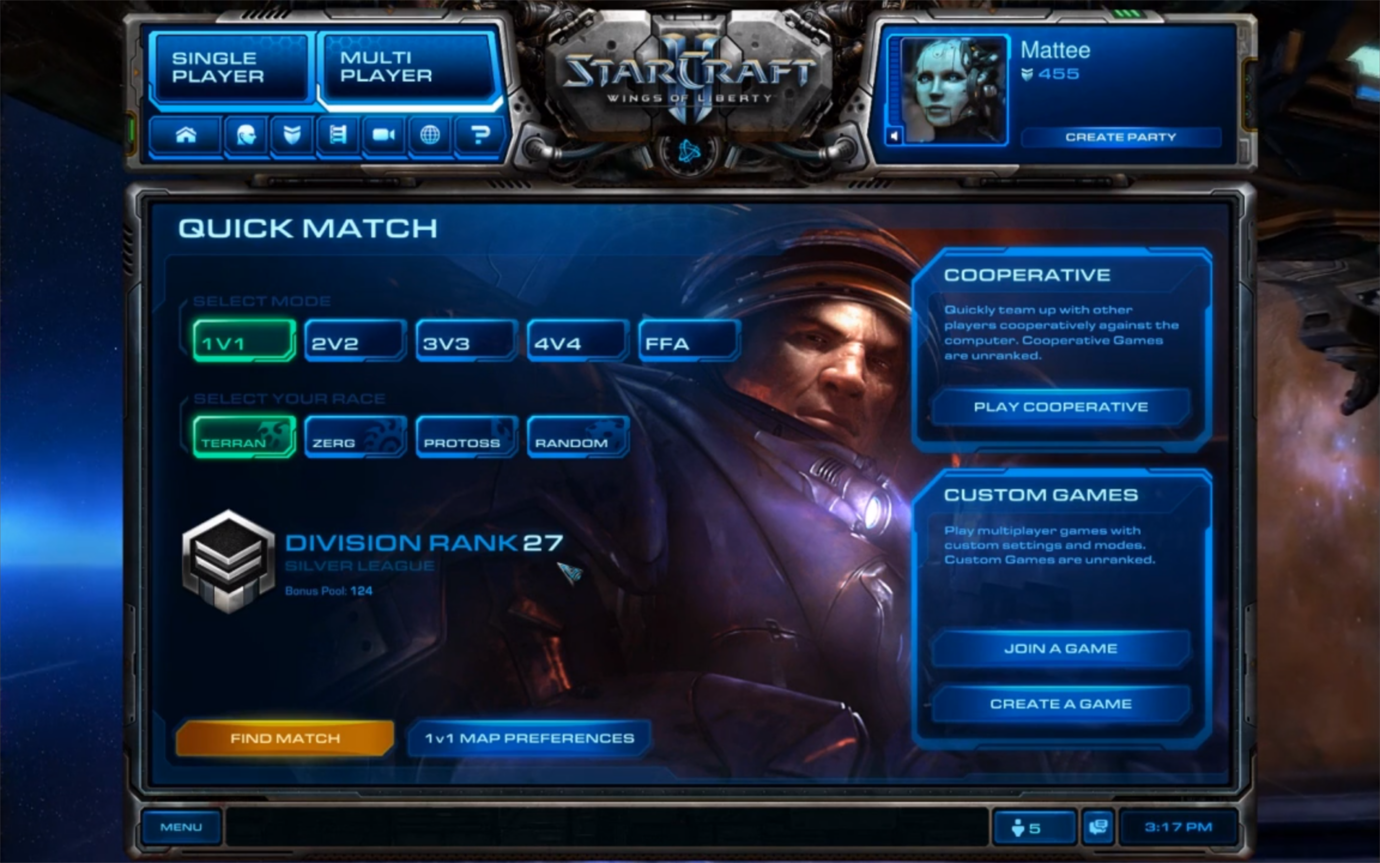 SINGLE
PLAYER
MULTI
PLAYER
STARCRAFT
II
WINGS OF LIBERTY
Mattee
455
CREATE PARTY
QUICK MATCH
SELECT MODE
1V1
2V2
3V3
4V4
FFA
SELECT YOUR RACE
TERRAN
ZERG
PROTOSS
RANDOM
DIVISION RANK 27
SILVER LEAGUE
Bonus Pool: 124
FIND MATCH
1v1 MAP PREFERENCES
COOPERATIVE
Quickly team up with other
players cooperatively against the
computer. Cooperative Games
are unranked.
PLAY COOPERATIVE
CUSTOM GAMES
Play multiplayer games with
custom settings and modes.
Custom Games are unranked.
JOIN A GAME
CREATE A GAME
MENU
5
3:17 PM